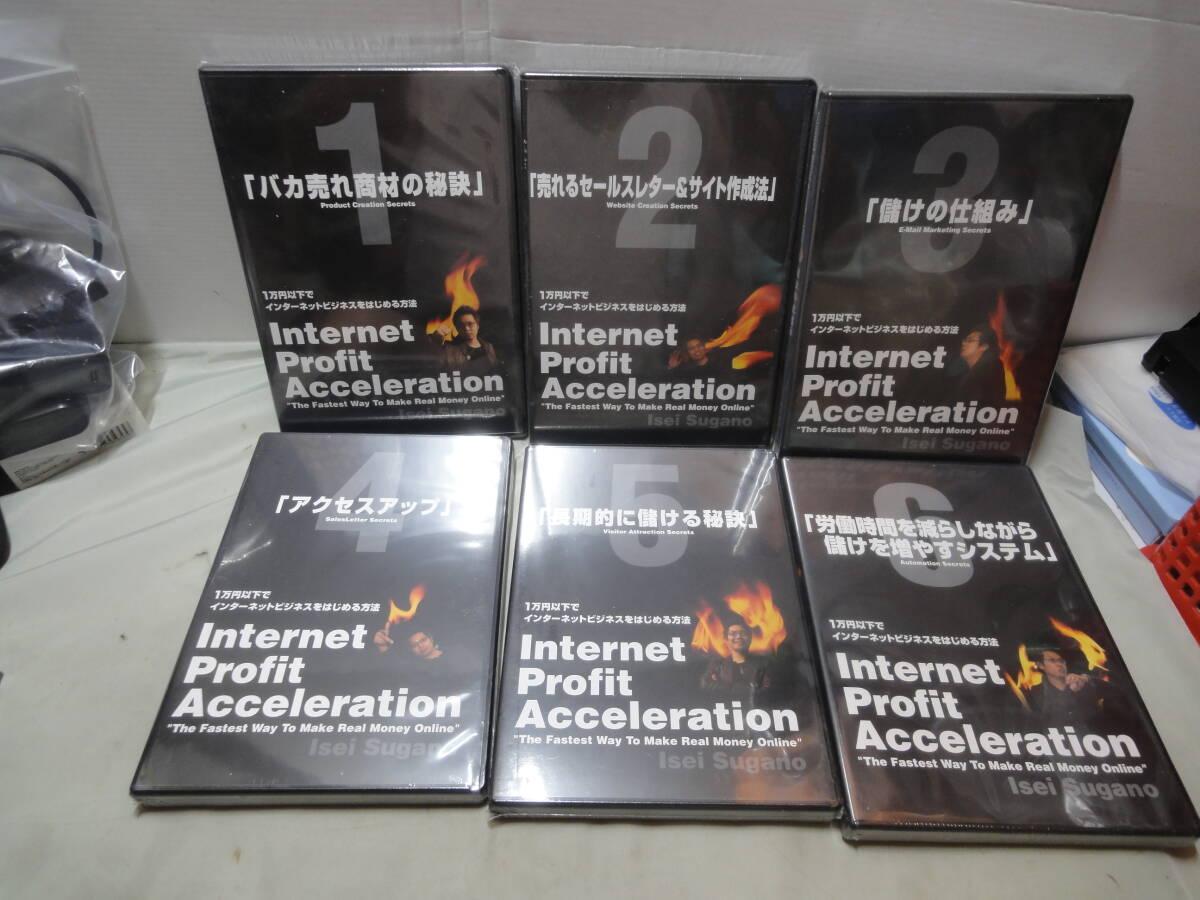 1
「バカ売れ商材の秘訣」
Product Creation Secrets
1万円以下で
インターネットビジネスをはじめる方法
Internet
Profit
Acceleration
"The Fastest Way To Make Real Money Online"
Isei Sugano
2
「売れるセールスレター&サイト作成法」
Website Creation Secrets
1万円以下で
インターネットビジネスをはじめる方法
Internet
Profit
Acceleration
"The Fastest Way To Make Real Money Online"
Isei Sugano
3
「儲けの仕組み」
E-Mail Marketing Secrets
1万円以下で
インターネットビジネスをはじめる方法
Internet
Profit
Acceleration
"The Fastest Way To Make Real Money Online"
Isei Sugano
4
「アクセスアップ」
SalesLetter Secrets
1万円以下で
インターネットビジネスをはじめる方法
Internet
Profit
Acceleration
"The Fastest Way To Make Real Money Online"
Isei Sugano
5
「長期的に儲ける秘訣」
Visitor Attraction Secrets
1万円以下で
インターネットビジネスをはじめる方法
Internet
Profit
Acceleration
"The Fastest Way To Make Real Money Online"
Isei Sugano
6
「労働時間を減らしながら
儲けを増やすシステム」
Automation Secrets
1万円以下で
インターネットビジネスをはじめる方法
Internet
Profit
Acceleration
"The Fastest Way To Make Real Money Online"
Isei Sugano